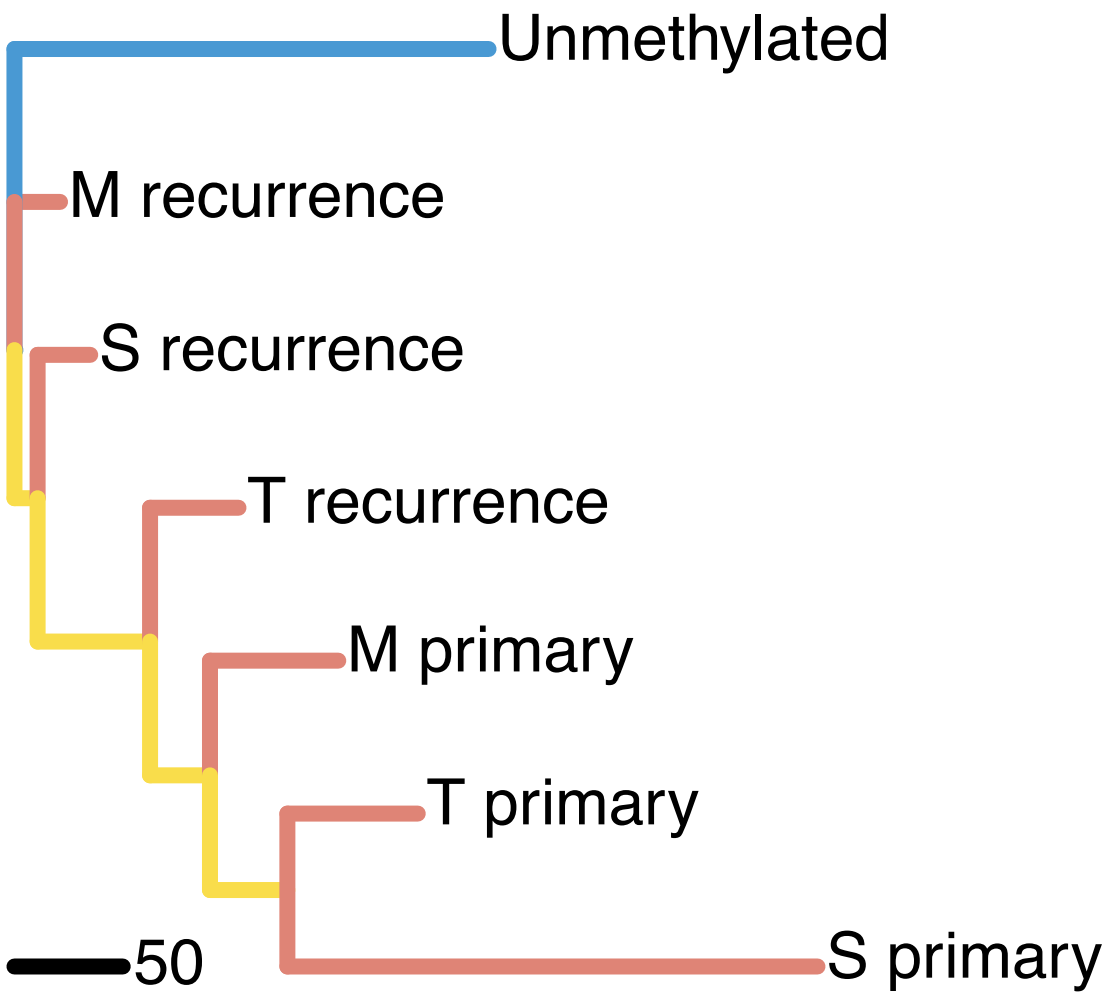 Unmethylated
M recurrence
S recurrence
T recurrence
M primary
T primary
S primary
50